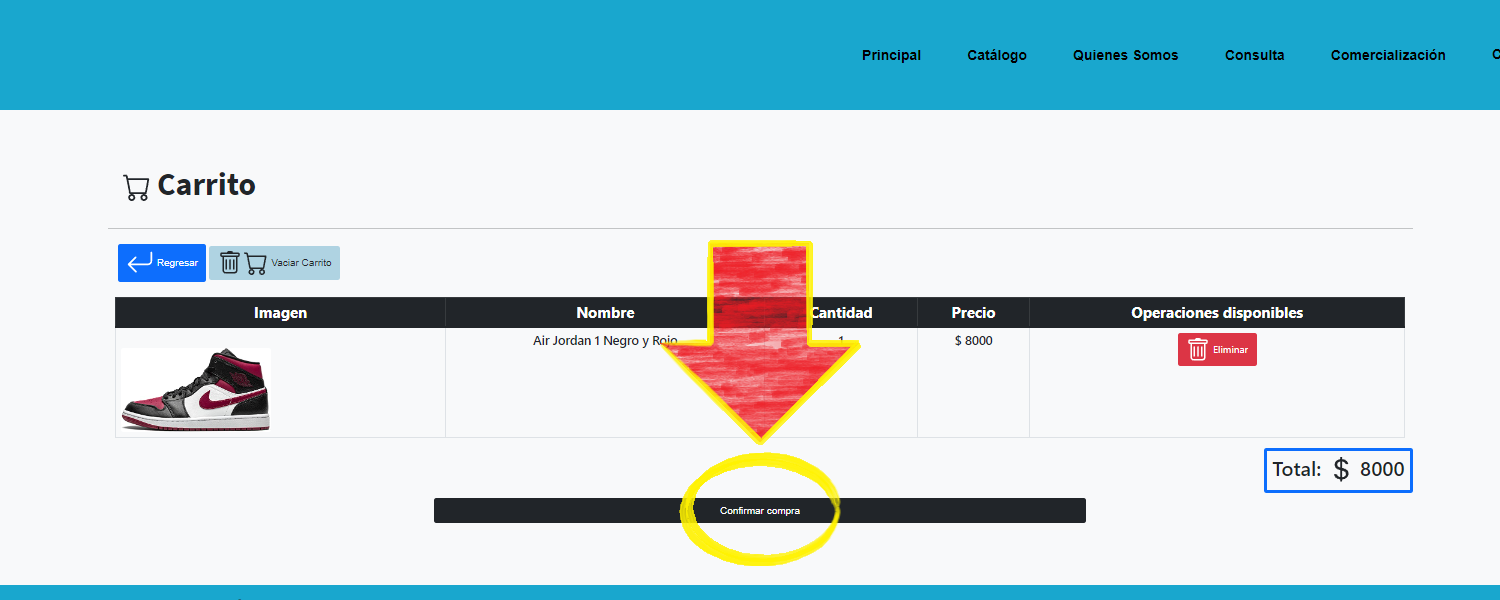 Principal Catálogo Quienes Somos Consulta Comercialización
Carrito
Regresar Vaciar Carrito
Imagen Nombre Cantidad Precio Operaciones disponibles
Air Jordan 1 Negro y Rojo 1 $ 8000 Eliminar
Total: $ 8000
Confirmar compra